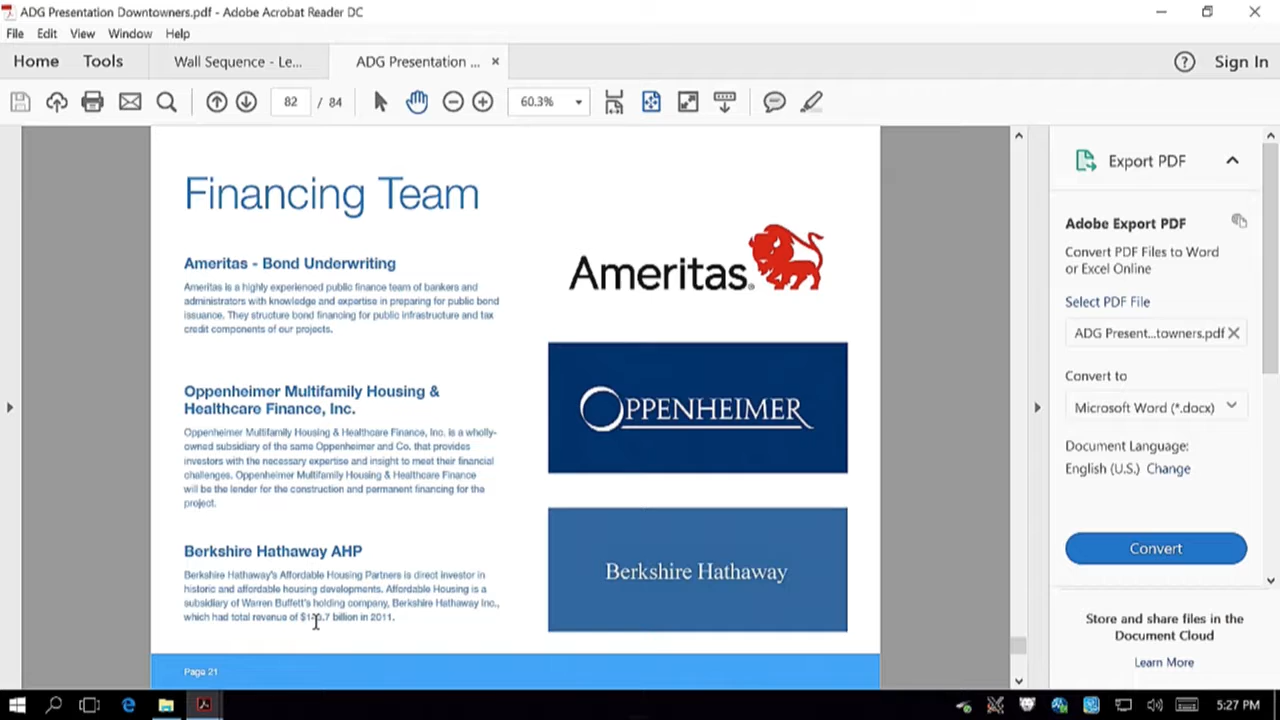 ADG Presentation Downtowners.pdf - Adobe Acrobat Reader DC
File Edit View Window Help
Home Tools Wall Sequence - Le... ADG Presentation ... × Sign In
82 / 84 60.3%
Financing Team
Ameritas - Bond Underwriting
Ameritas is a highly experienced public finance team of bankers and
administrators with knowledge and expertise in preparing for public bond
issuance. They structure bond financing for public infrastructure and tax
credit components of our projects.
Ameritas®
Oppenheimer Multifamily Housing &
Healthcare Finance, Inc.
Oppenheimer Multifamily Housing & Healthcare Finance, Inc. is a wholly-
owned subsidiary of the same Oppenheimer and Co. that provides
investors with the necessary expertise and insight to meet their financial
challenges. Oppenheimer Multifamily Housing & Healthcare Finance
will be the lender for the construction and permanent financing for the
project.
OPPENHEIMER
Berkshire Hathaway AHP
Berkshire Hathaway's Affordable Housing Partners is direct investor in
historic and affordable housing developments. Affordable Housing is a
subsidiary of Warren Buffett's holding company, Berkshire Hathaway Inc.,
which had total revenue of billion in 2011.
Berkshire Hathaway
Page 21
Export PDF
Adobe Export PDF
Convert PDF Files to Word
or Excel Online
Select PDF File
ADG Present...towners.pdf
Convert to
Microsoft Word (*.docx)
Document Language:
English (U.S.) Change
Convert
Store and share files in the
Document Cloud
Learn More
5:27 PM